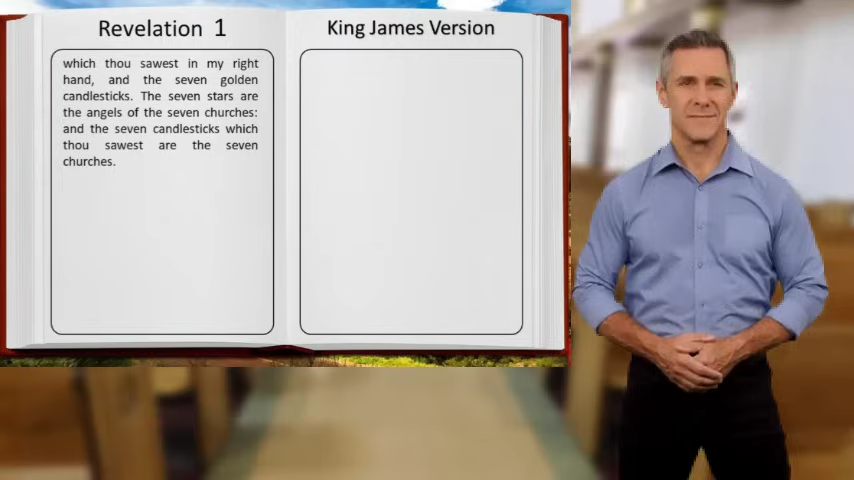 Revelation 1
King James Version
which thou sawest in my right
hand, and the seven golden
candlesticks. The seven stars are
the angels of the seven churches:
and the seven candlesticks which
thou sawest are the seven
churches.